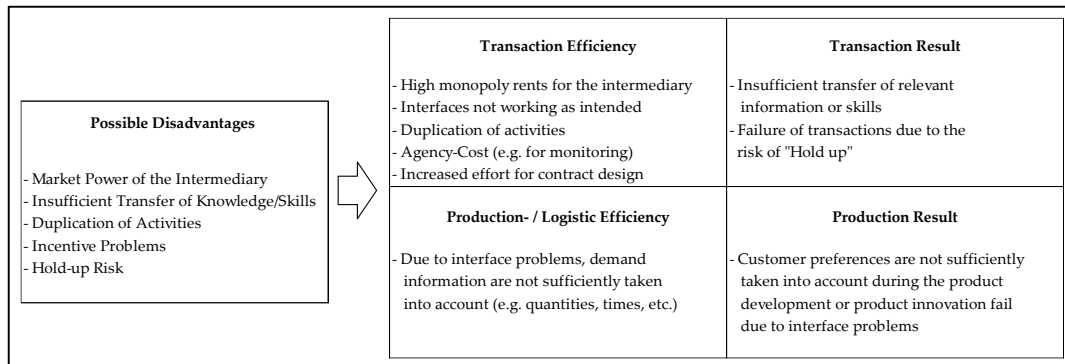 Possible Disadvantages
- Market Power of the Intermediary
- Insufficient Transfer of Knowledge/Skills
- Duplication of Activities
- Incentive Problems
- Hold-up Risk
Transaction Efficiency
- High monopoly rents for the intermediary
- Interfaces not working as intended
- Duplication of activities
- Agency-Cost (e.g. for monitoring)
- Increased effort for contract design
Transaction Result
- Insufficient transfer of relevant
information or skills
- Failure of transactions due to the
risk of "Hold up"
Production- / Logistic Efficiency
- Due to interface problems, demand
information are not sufficiently taken
into account (e.g. quantities, times, etc.)
Production Result
- Customer preferences are not sufficiently
taken into account during the product
development or product innovation fail
due to interface problems